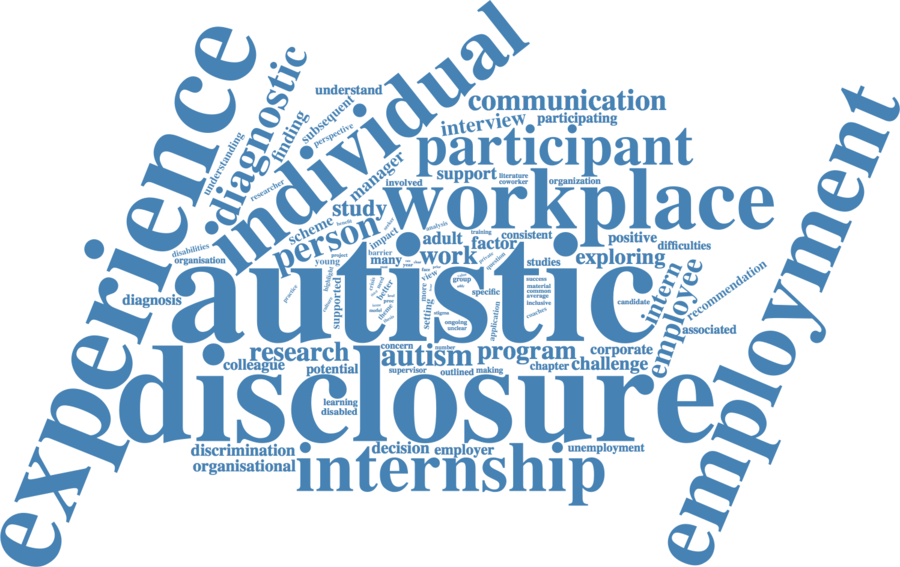 experience
diagnostic
individual
understand
subsequent
perspective
finding
understanding
researcher
manager
communication
interview
participating
participant
support
literature
coworker
involved
organization
workplace
study
scheme
benefit
person
impact
analysis
training
adult
factor
consistent
positive
difficulties
disabilities
organisation
project
young
barrier
many
work
private
question
studies
exploring
autistic
practice
highlight
supported
better
theme
view
more
setting
group
specific
application
success
material
common
average
inclusive
coaches
candidate
intern
employee
recommendation
associated
diagnosis
ongoing
unclear
research
colleague
potential
concern
number
autism
supervisor
outlined
making
program
chapter
corporate
challenge
disclosure
learning
disabled
discrimination
organisational
decision
employer
unemployment
internship
employment